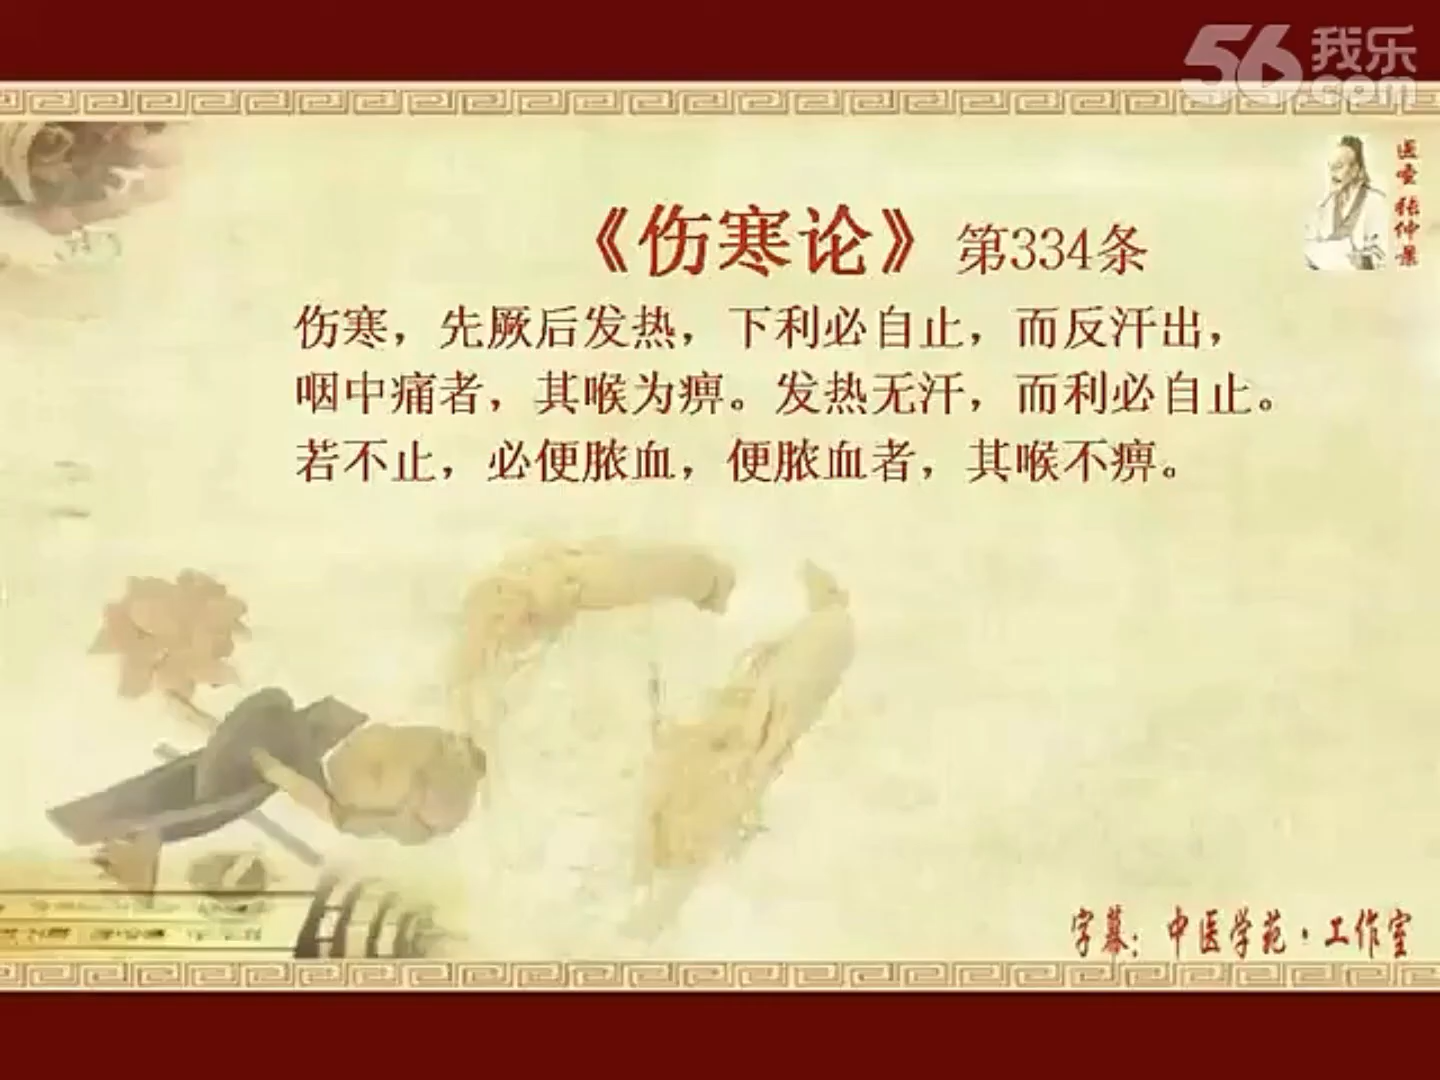 56我乐
.com
医圣张仲景
《伤寒论》第334条
伤寒，先厥后发热，下利必自止，而反汗出，
咽中痛者，其喉为痹。发热无汗，而利必自止。
若不止，必便脓血，便脓血者，其喉不痹。
字幕：中医学苑·工作室